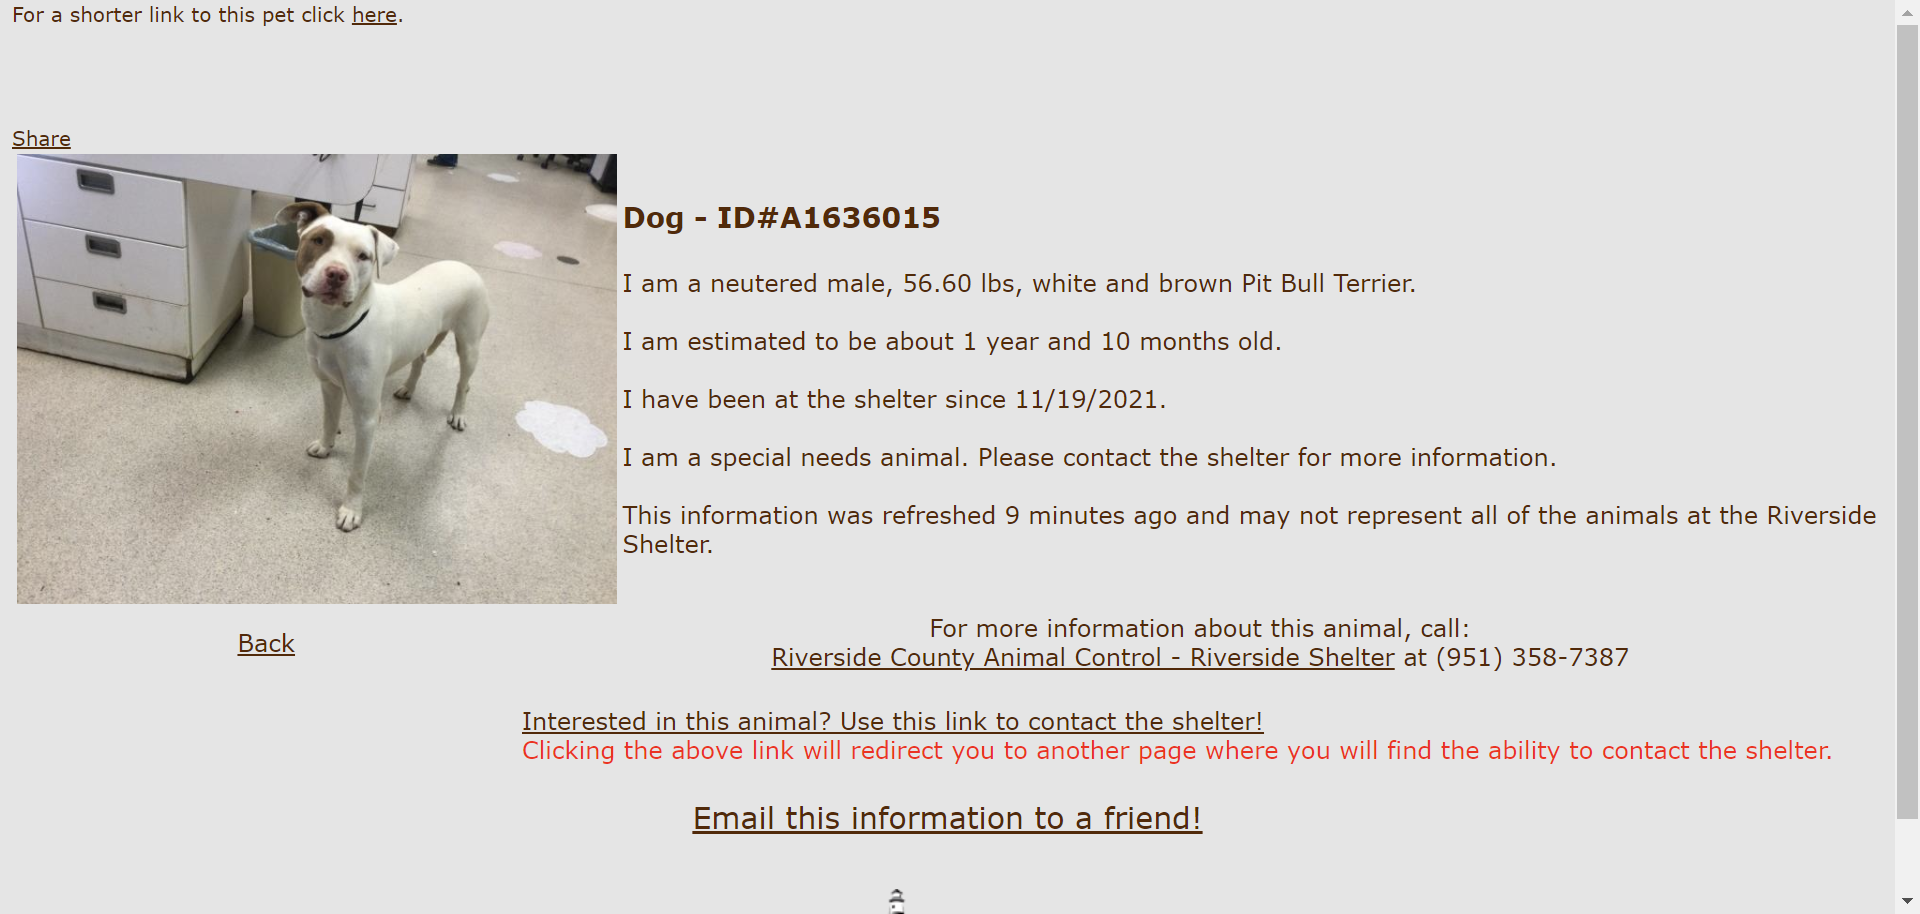 For a shorter link to this pet click here.
Share
Dog - ID#A1636015
I am a neutered male, 56.60 lbs, white and brown Pit Bull Terrier.
I am estimated to be about 1 year and 10 months old.
I have been at the shelter since 11/19/2021.
I am a special needs animal. Please contact the shelter for more information.
This information was refreshed 9 minutes ago and may not represent all of the animals at the Riverside
Shelter.
Back
For more information about this animal, call:
Riverside County Animal Control - Riverside Shelter at (951) 358-7387
Interested in this animal? Use this link to contact the shelter!
Clicking the above link will redirect you to another page where you will find the ability to contact the shelter.
Email this information to a friend!